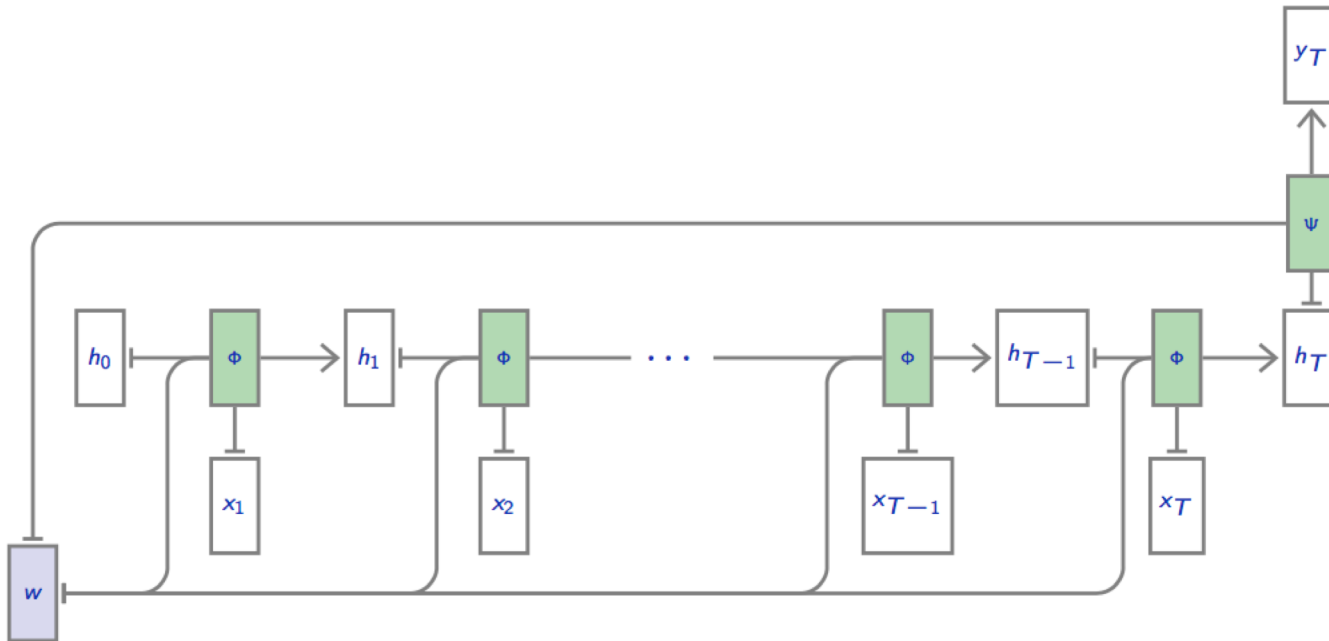 y_T
Ψ
h_0 Φ h_1 Φ ... Φ h_{T−1} Φ h_T
x_1 x_2 x_{T−1} x_T
w